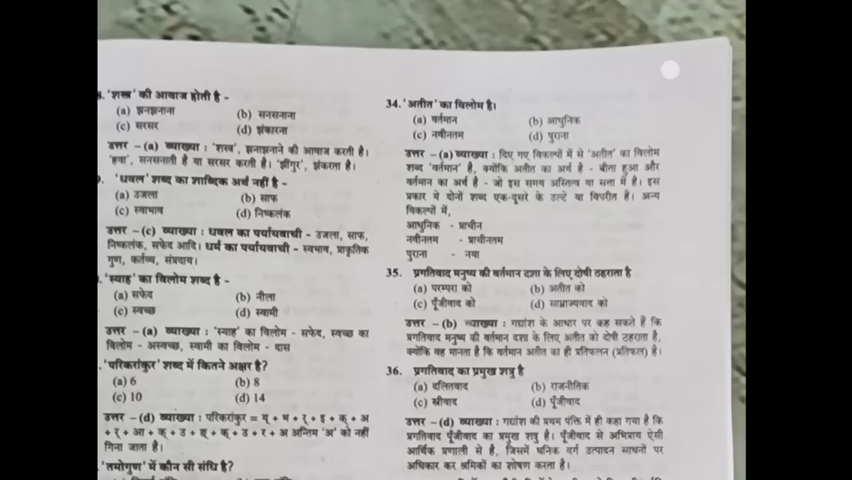 'शस्त्र' की आवाज होती है -
(a) झनझनाना (b) सनसनाना
(c) सरसर (d) झंकारना
उत्तर –(a) व्याख्या : 'शस्त्र', झनाझनाने की आवाज करती है।
'हवा', सनसनाती है या सरसर करती है। 'झींगुर', झंकरता है।
'धवल' शब्द का शाब्दिक अर्थ नहीं है -
(a) उजला (b) साफ
(c) स्वाभाव (d) निष्कलंक
उत्तर –(c) व्याख्या : धवल का पर्यायवाची - उजला, साफ,
निष्कलंक, सफेद आदि। धर्म का पर्यायवाची - स्वभाव, प्राकृतिक
गुण, कर्तव्य, संप्रदाय।
'स्याह' का विलोम शब्द है -
(a) सफेद (b) नीला
(c) स्वच्छ (d) स्वामी
उत्तर –(a) व्याख्या : 'स्याह' का विलोम - सफेद, स्वच्छ का
विलोम - अस्वच्छ, स्वामी का विलोम - दास
'परिकरांकुर' शब्द में कितने अक्षर है?
(a) 6 (b) 8
(c) 10 (d) 14
उत्तर –(d) व्याख्या : परिकरांकुर = य् + भ + र् + इ + क् + अ
+ र् + आ + क् + उ + ङ् + क् + उ + र + अ अन्तिम 'अ' को नहीं
गिना जाता है।
'तमोगुण' में कौन सी संधि है?
34. 'अतीत' का विलोम है।
(a) वर्तमान (b) आधुनिक
(c) नवीनतम (d) पुराना
उत्तर –(a) व्याख्या : दिए गए विकल्पों में से 'अतीत' का विलोम
शब्द 'वर्तमान' है, क्योंकि अतीत का अर्थ है - बीता हुआ और
वर्तमान का अर्थ है - जो इस समय अस्तित्व या सत्ता में है। इस
प्रकार ये दोनों शब्द एक-दूसरे के उल्टे या विपरीत हैं। अन्य
विकल्पों में,
आधुनिक - प्राचीन
नवीनतम - प्राचीनतम
पुराना - नया
35. प्रगतिवाद मनुष्य की वर्तमान दशा के लिए दोषी ठहराता है
(a) परम्परा को (b) अतीत को
(c) पूँजीवाद को (d) साम्राज्यवाद को
उत्तर –(b) व्याख्या : गद्यांश के आधार पर कह सकते हैं कि
प्रगतिवाद मनुष्य की वर्तमान दशा के लिए अतीत को दोषी ठहराता है,
क्योंकि वह मानता है कि वर्तमान अतीत का ही प्रतिफलन (प्रतिफल) है।
36. प्रगतिवाद का प्रमुख शत्रु है
(a) दलितवाद (b) राजनीतिक
(c) स्त्रीवाद (d) पूँजीवाद
उत्तर –(d) व्याख्या : गद्यांश की प्रथम पंक्ति में ही कहा गया है कि
प्रगतिवाद पूँजीवाद का प्रमुख शत्रु है। पूँजीवाद से अभिप्राय ऐसी
आर्थिक प्रणाली से है, जिसमें धनिक वर्ग उत्पादन साधनों पर
अधिकार कर श्रमिकों का शोषण करता है।